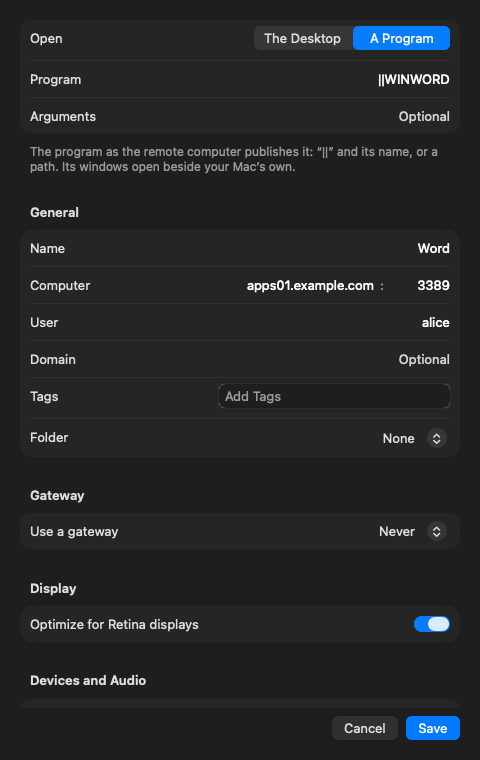 Open The Desktop A Program
Program ||WINWORD
Arguments Optional
The program as the remote computer publishes it: “||” and its name, or a
path. Its windows open beside your Mac’s own.
General
Name Word
Computer apps01.example.com : 3389
User alice
Domain Optional
Tags Add Tags
Folder None
Gateway
Use a gateway Never
Display
Optimize for Retina displays
Devices and Audio
Cancel Save